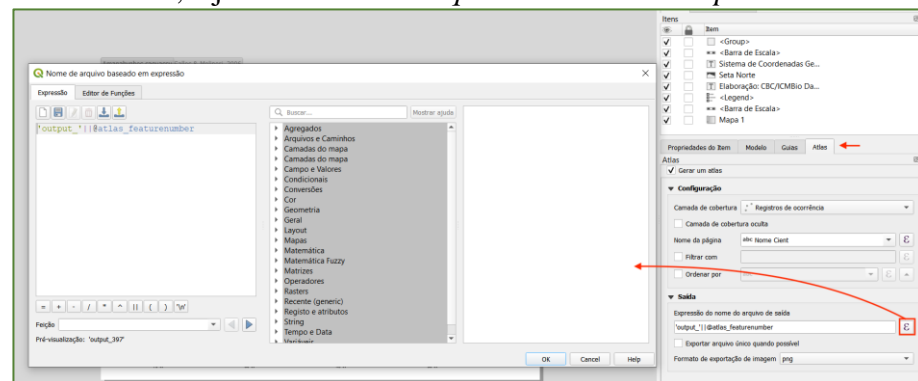 Nome de arquivo baseado em expressão
Expressão
Editor de Funções
'output_'||@atlas_featurenumber
Buscar...
Mostrar ajuda
Agregados
Arquivos e Caminhos
Camadas do mapa
Camadas do mapa
Campo e Valores
Condicionais
Conversões
Cor
Geometria
Geral
Layout
Mapas
Matemática
Matemática Fuzzy
Matrizes
Operadores
Rasters
Recente (generic)
Registo e atributos
String
Tempo e Data
Variáveis
= + - / * ^ || ( ) '\n'
Feição
Pré-visualização: 'output_397'
OK
Cancel
Help
Itens
Item
<Group>
<Barra de Escala>
Sistema de Coordenadas Ge...
Seta Norte
Elaboração: CBC/ICMBio Da...
<Legend>
<Barra de Escala>
Mapa 1
Propriedades do Item
Modelo
Guias
Atlas
Atlas
Gerar um atlas
Configuração
Camada de cobertura
Registros de ocorrência
Camada de cobertura oculta
Nome da página
abc Nome Cient
Filtrar com
Ordenar por
Saída
Expressão do nome do arquivo de saída
'output_'||@atlas_featurenumber
Exportar arquivo único quando possível
Formato de exportação de imagem
png